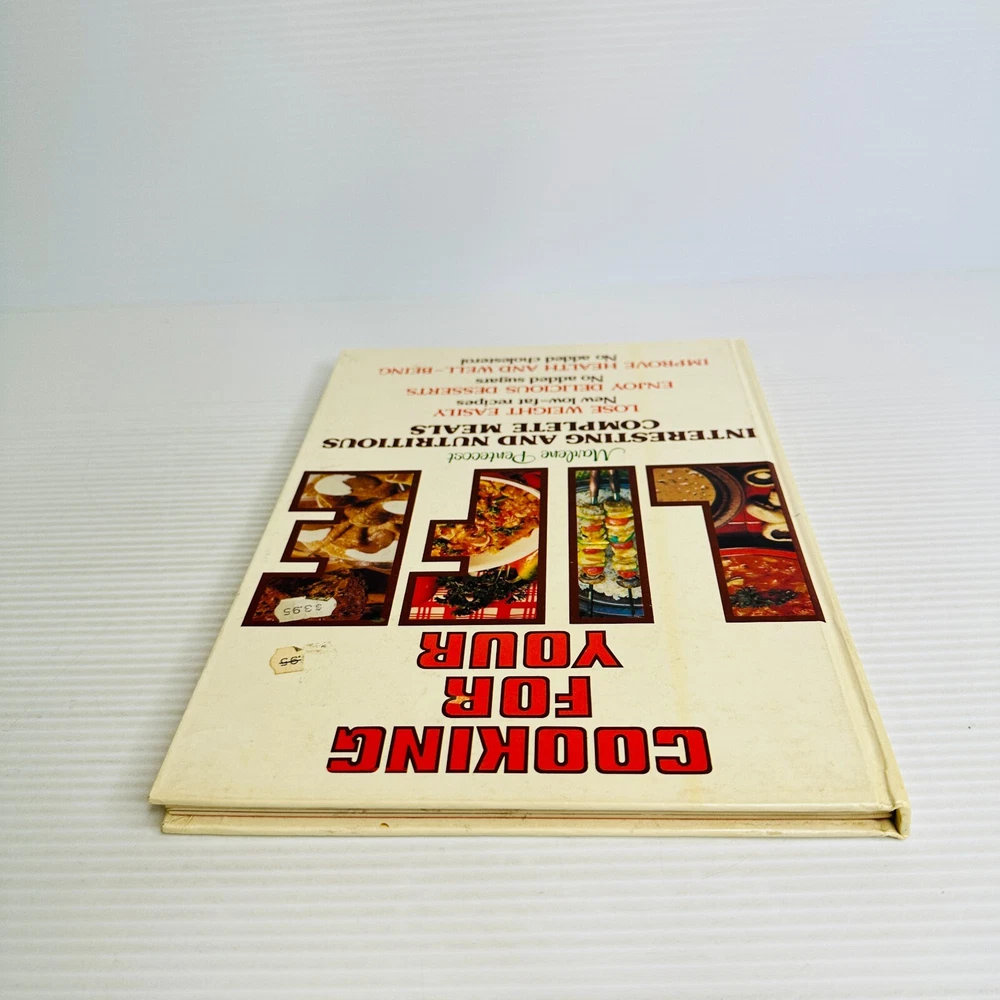 COOKING
FOR
YOUR
LIFE
Marlene Pentecost
INTERESTING AND NUTRITIOUS
COMPLETE MEALS
LOSE WEIGHT EASILY
New low-fat recipes
ENJOY DELICIOUS DESSERTS
No added sugars
IMPROVE HEALTH AND WELL-BEING
No added cholesterol
.95
$3.95